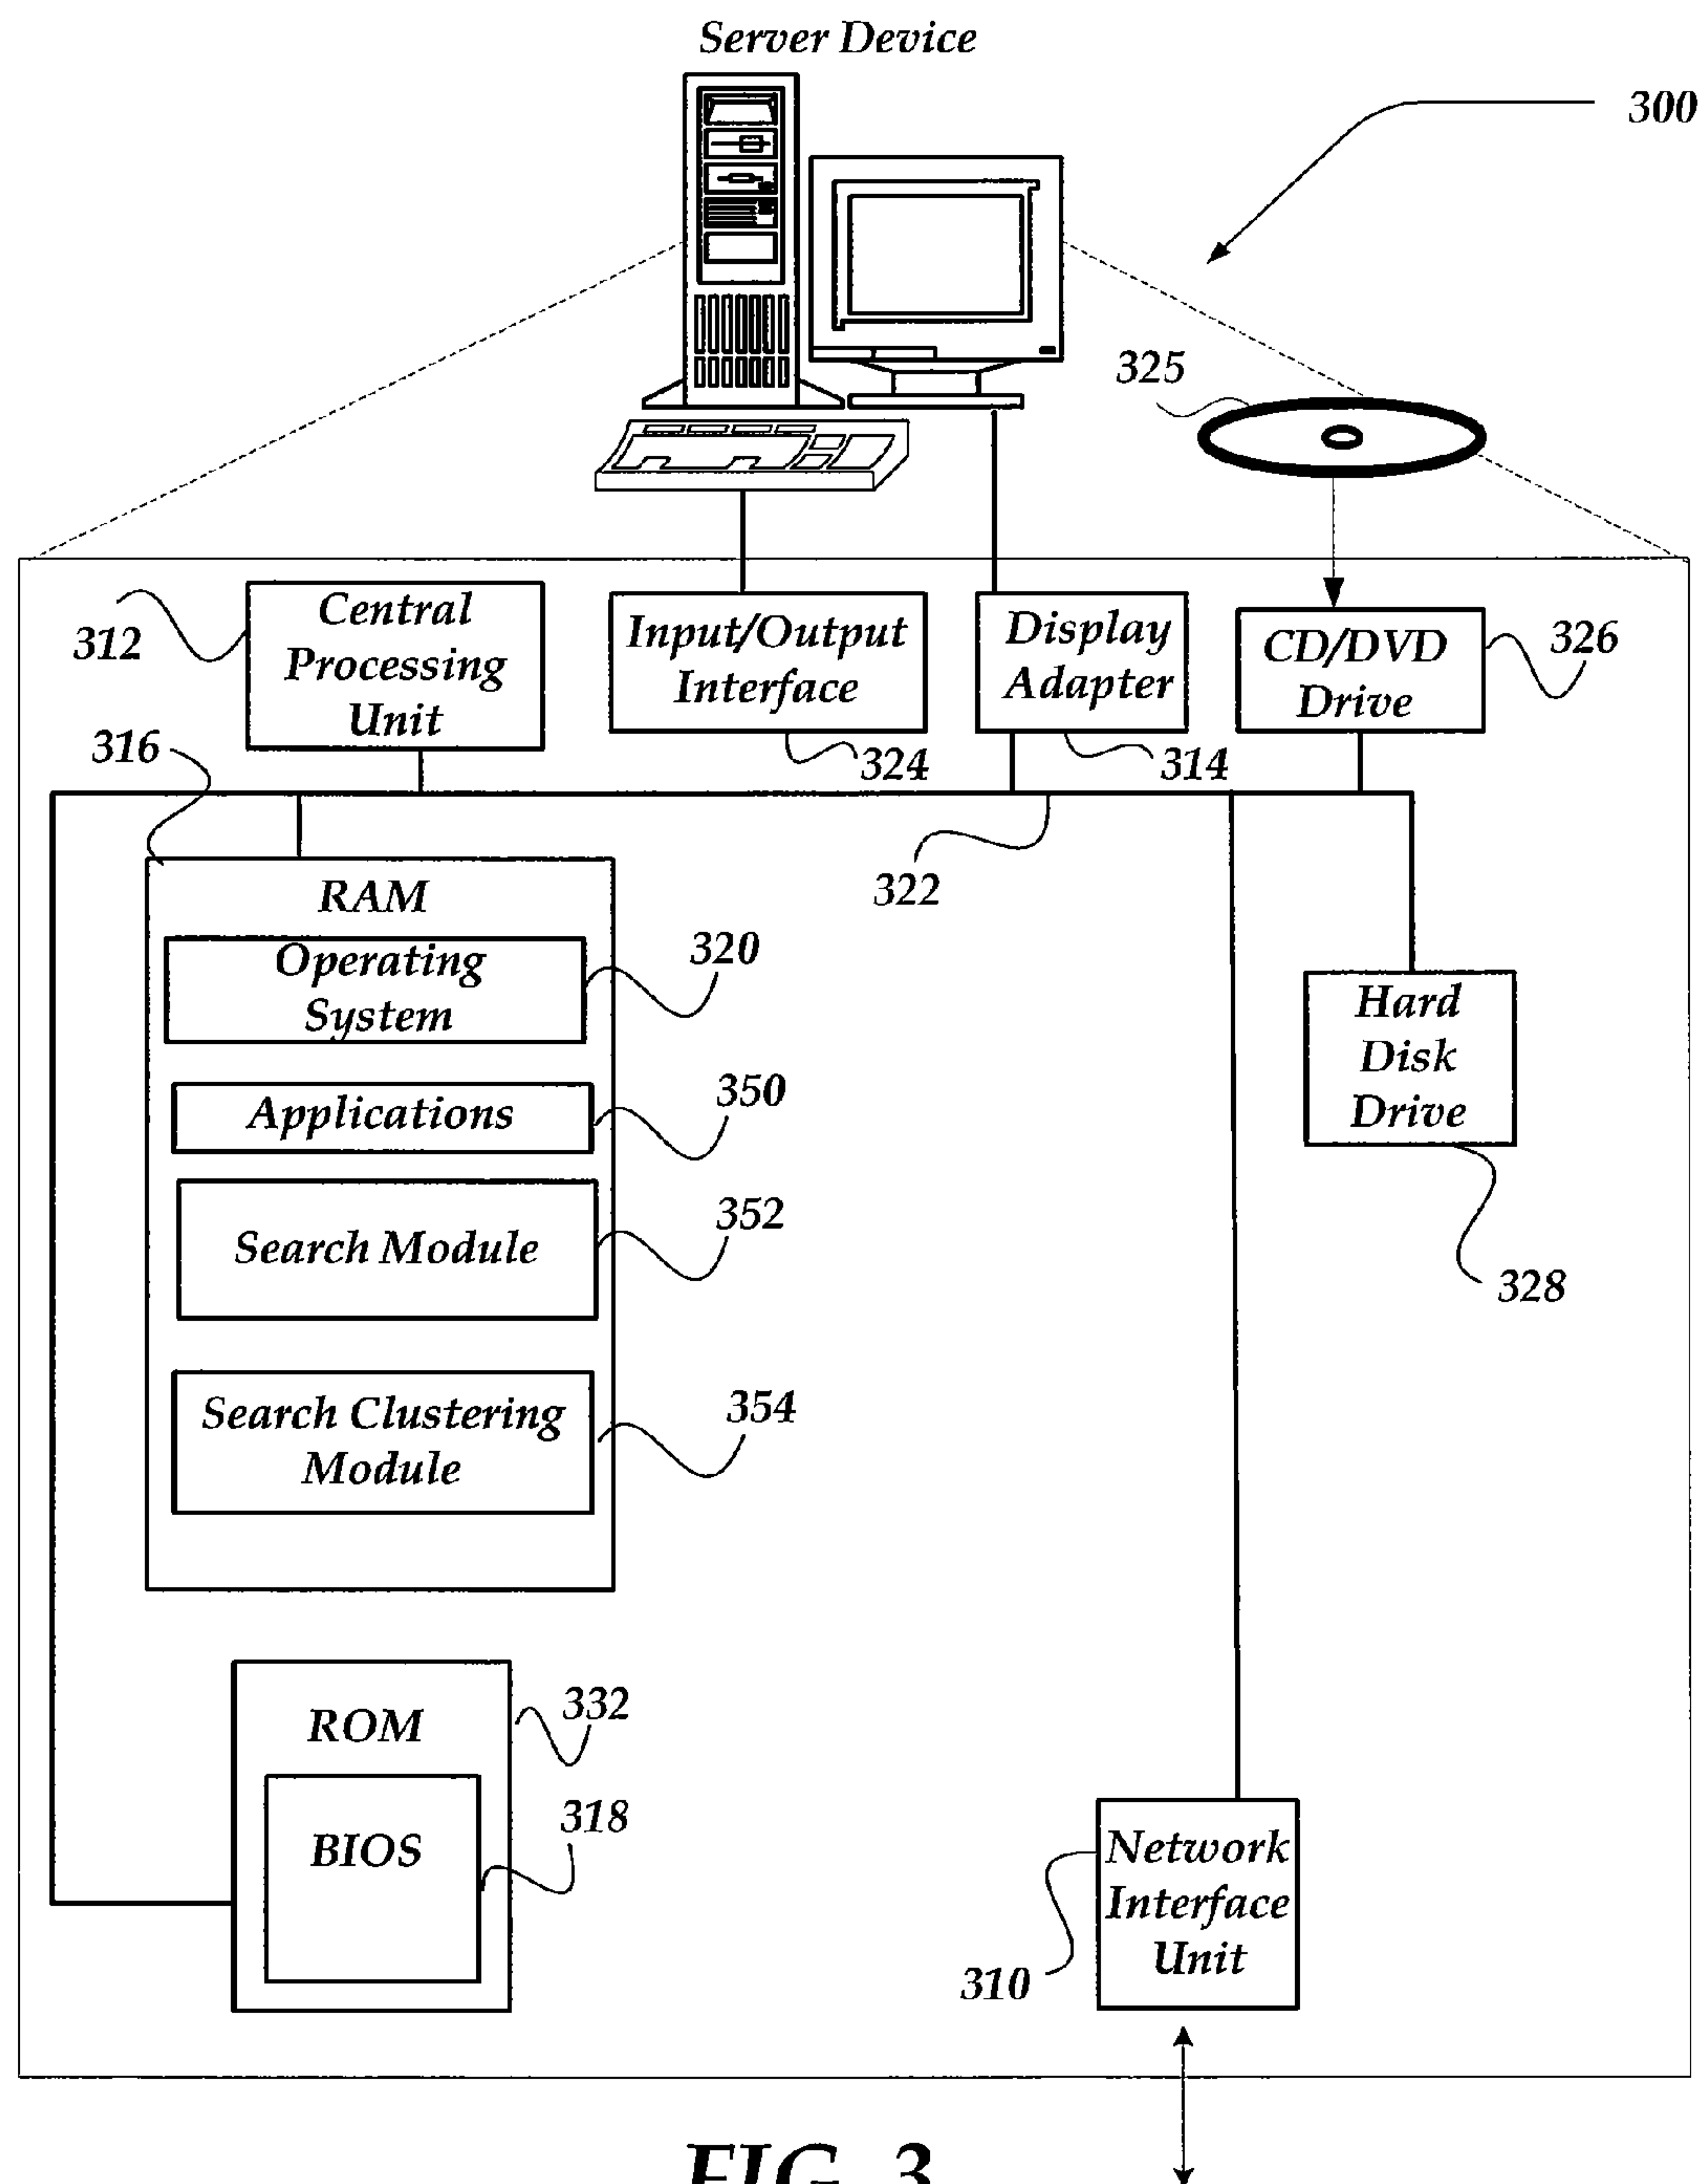 Server Device
300
325
Central
Processing
Unit
312
Input/Output
Interface
324
Display
Adapter
314
CD/DVD
Drive
326
316
322
RAM
Operating
System
320
Applications
350
Search Module
352
Search Clustering
Module
354
Hard
Disk
Drive
328
ROM
332
BIOS
318
Network
Interface
Unit
310
FIG. 3